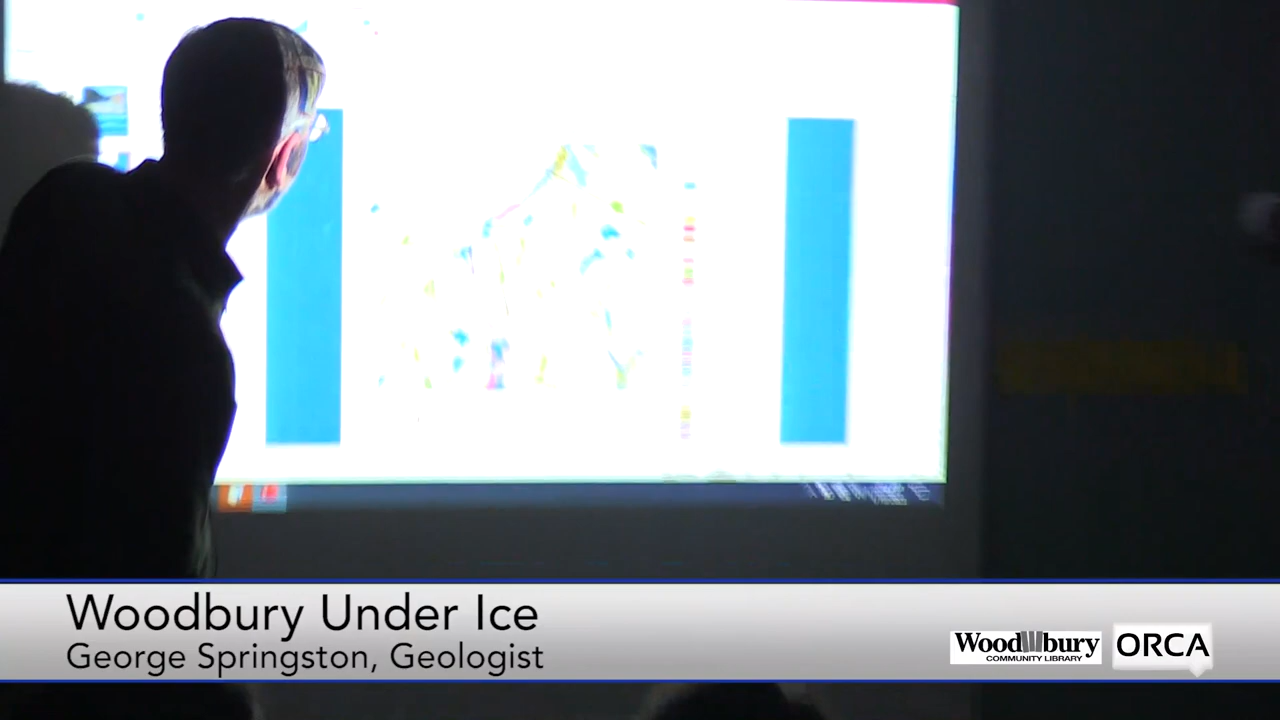 Woodbury Under Ice
George Springston, Geologist
Woodbury
COMMUNITY LIBRARY
ORCA